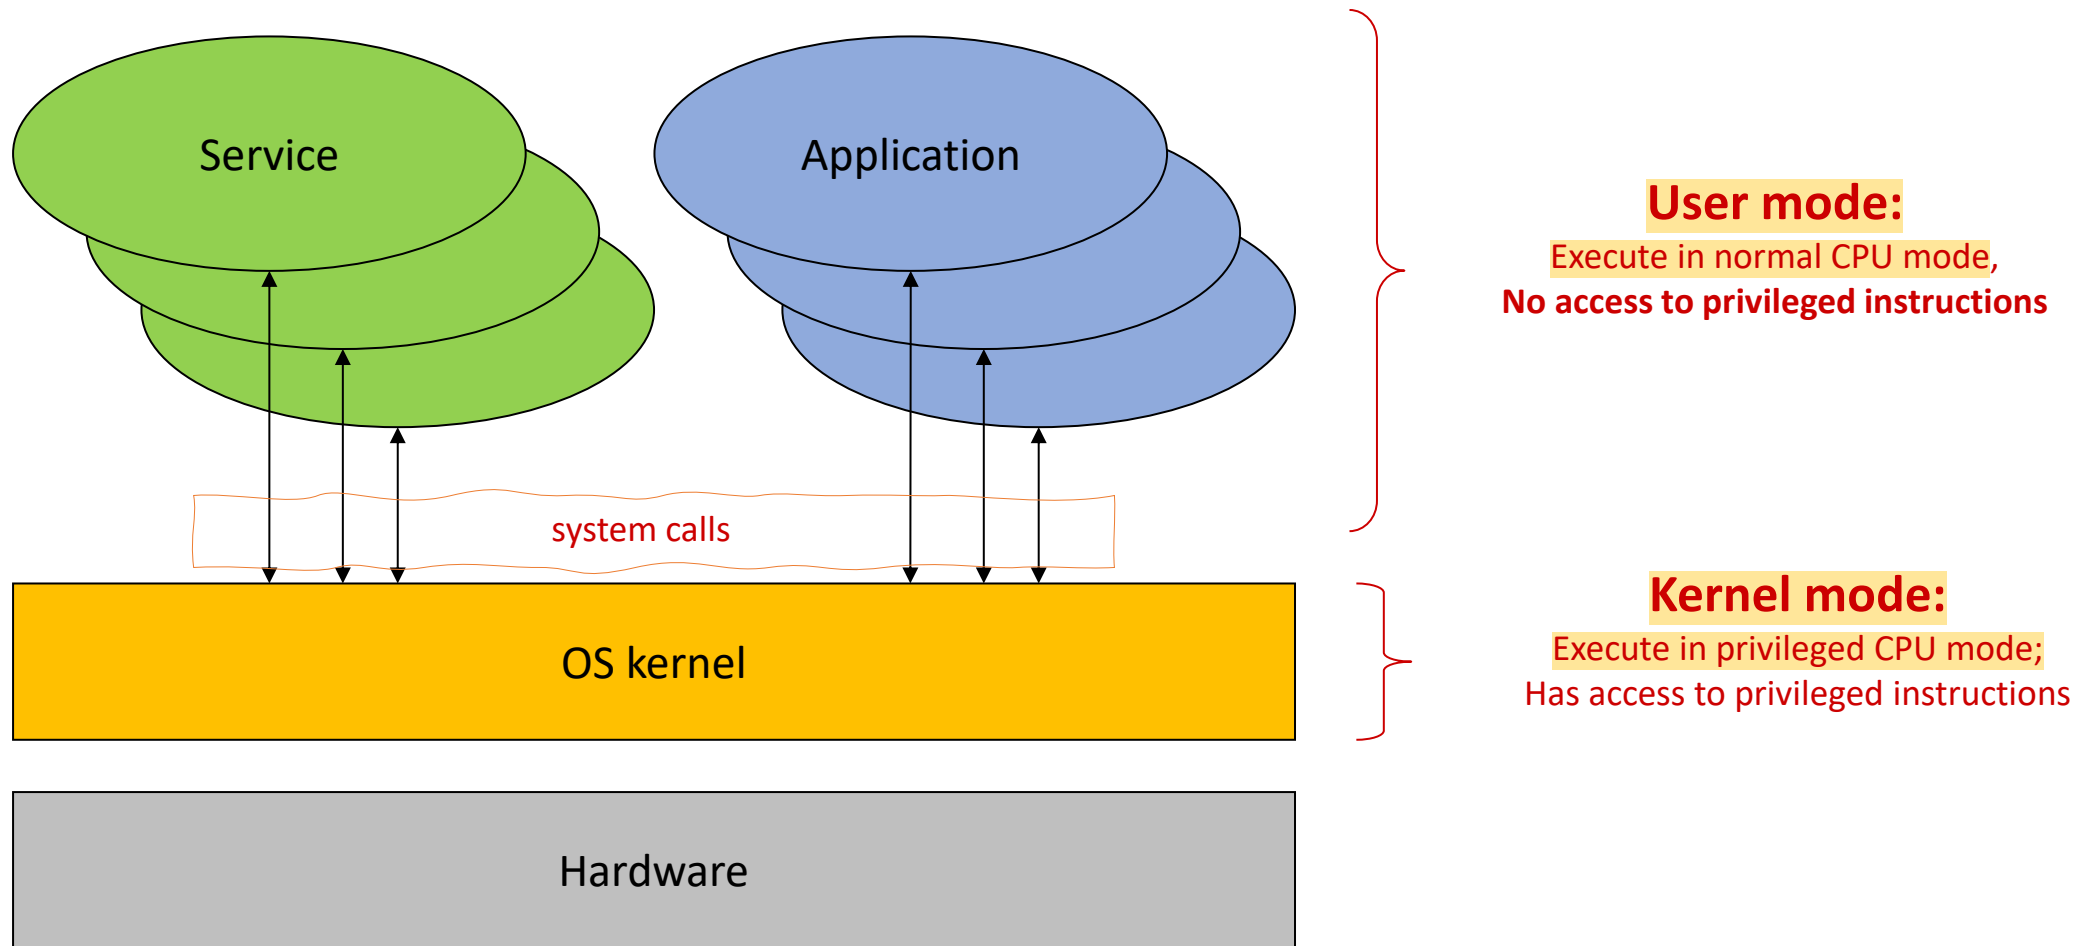 Service
Application
User mode:
Execute in normal CPU mode,
No access to privileged instructions
system calls
Kernel mode:
Execute in privileged CPU mode;
Has access to privileged instructions
OS kernel
Hardware